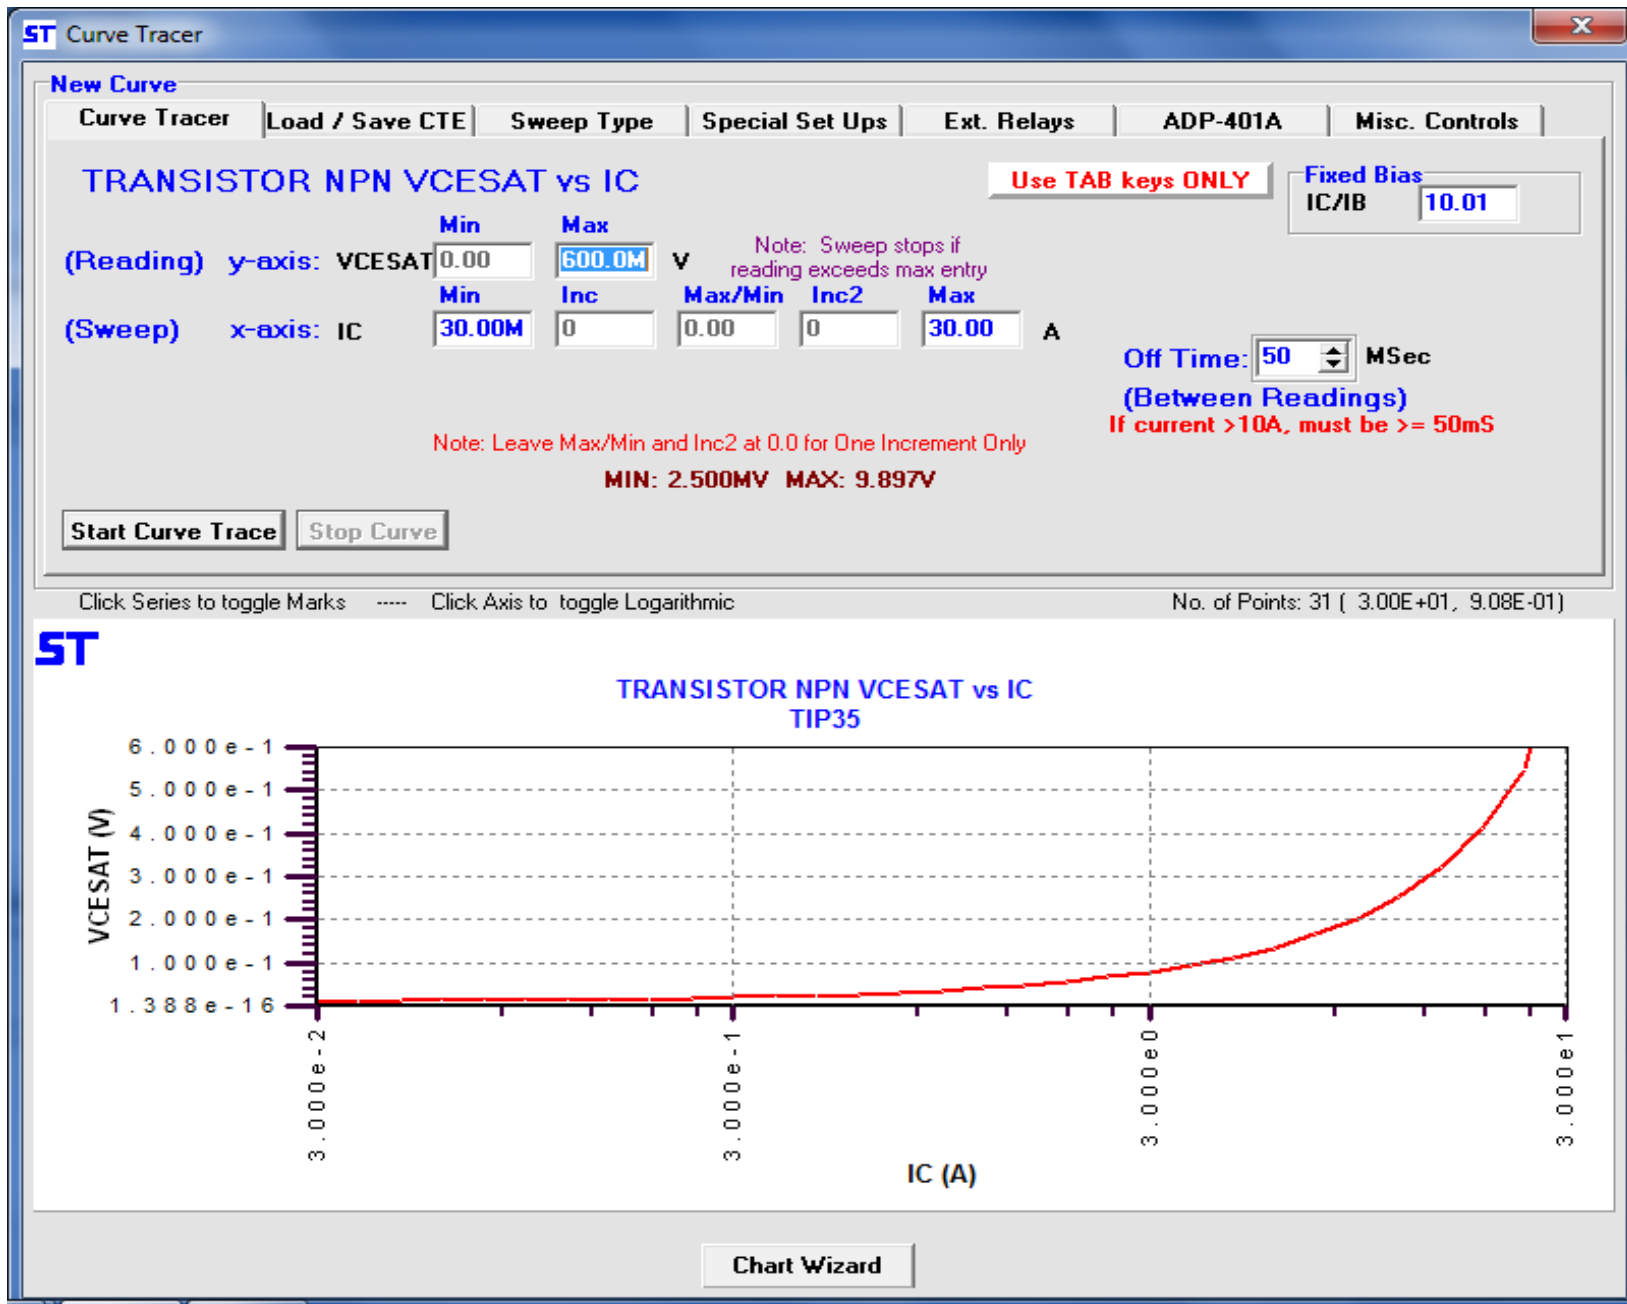 ST Curve Tracer
New Curve
Curve Tracer Load / Save CTE Sweep Type Special Set Ups Ext. Relays ADP-401A Misc. Controls
TRANSISTOR NPN VCESAT vs IC
Use TAB keys ONLY
Fixed Bias
IC/IB 10.01
Min Max
(Reading) y-axis: VCESAT 0.00 600.0M V
Note: Sweep stops if
reading exceeds max entry
Min Inc Max/Min Inc2 Max
(Sweep) x-axis: IC 30.00M 0 0.00 0 30.00 A
Off Time: 50 MSec
(Between Readings)
If current >10A, must be >= 50mS
Note: Leave Max/Min and Inc2 at 0.0 for One Increment Only
MIN: 2.500MV MAX: 9.897V
Start Curve Trace Stop Curve
Click Series to toggle Marks ----- Click Axis to toggle Logarithmic No. of Points: 31 ( 3.00E+01, 9.08E-01)
ST
TRANSISTOR NPN VCESAT vs IC
TIP35
6.000e-1
5.000e-1
4.000e-1
3.000e-1
2.000e-1
1.000e-1
1.388e-16
VCESAT (V)
3.000e-2 3.000e-1 3.000e0 3.000e1
IC (A)
Chart Wizard